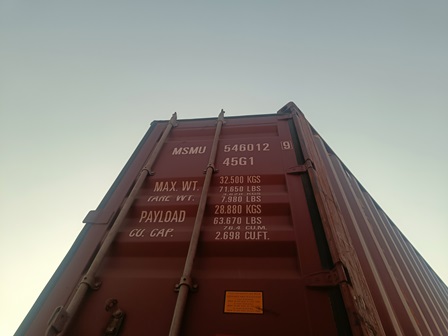 MSMU 546012 9
45G1
MAX. WT. 32.500 KGS
71.650 LBS
TARE WT.
7.980 LBS
PAYLOAD 28.880 KGS
63.670 LBS
CU. CAP. 76.4 CU.M.
2.698 CU.FT.